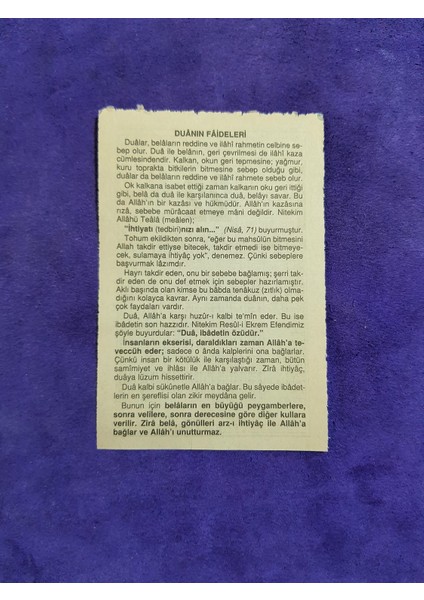 DUÂNIN FÂİDELERİ
Duâlar, belâların reddine ve ilâhî rahmetin celbine se-
bep olur. Duâ ile belânın, geri çevrilmesi de ilâhî kaza
cümlesindendir. Kalkan, okun geri tepmesine; yağmur,
kuru toprakta bitkilerin bitmesine sebep olduğu gibi,
duâlar da belâların reddine ve rahmete sebeb olur.
Ok kalkana isabet ettiği zaman kalkanın oku geri ittiği
gibi, belâ da duâ ile karşılanınca duâ, belâyı savar. Bu
da Allâh'ın bir kazâsı ve hükmüdür. Allâh'ın kazâsına
rızâ, sebebe mürâcaat etmeye mâni değildir. Nitekim
Allâhü Teâlâ (meâlen);
"İhtiyatı (tedbiri)nızı alın..." (Nisâ, 71) buyurmuştur.
Tohum ekildikten sonra, "eğer bu mahsûlün bitmesini
Allah takdir ettiyse bitecek, takdir etmedi ise bitmeye-
cek, sulamaya ihtiyâç yok", denemez. Çünki sebeplere
başvurmak lâzımdır.
Hayrı takdir eden, onu bir sebebe bağlamış; şerri tak-
dir eden de onu def etmek için sebepler hazırlamıştır.
Aklı başında olan kimse bu bâbda tenâkuz (zıtlık) olma-
dığını kolayca kavrar. Aynı zamanda duânın, daha pek
çok faydaları vardır.
Duâ, Allâh'a karşı huzûr-ı kalbi te'mîn eder. Bu ise
ibâdetin son hazzıdır. Nitekim Resûl-i Ekrem Efendimiz
şöyle buyurdular: "Duâ, ibâdetin özüdür."
İnsanların ekserîsi, daraldıkları zaman Allâh'a te-
veccüh eder; sadece o ânda kalplerini ona bağlarlar.
Çünkü insan bir kötülük ile karşılaştığı zaman, bütün
samîmiyet ve ihlâsı ile Allâh'a yalvarır. Zîrâ ihtiyâç,
duâya lüzum hissettirir.
Duâ kalbi sükûnetle Allâh'a bağlar. Bu sâyede ibâdet-
lerin en şereflisi olan zikir meydâna gelir.
Bunun için belâların en büyüğü peygamberlere,
sonra velilere, sonra derecesine göre diğer kullara
verilir. Zîrâ belâ, gönülleri arz-ı ihtiyâç ile Allâh'a
bağlar ve Allâh'ı unutturmaz.